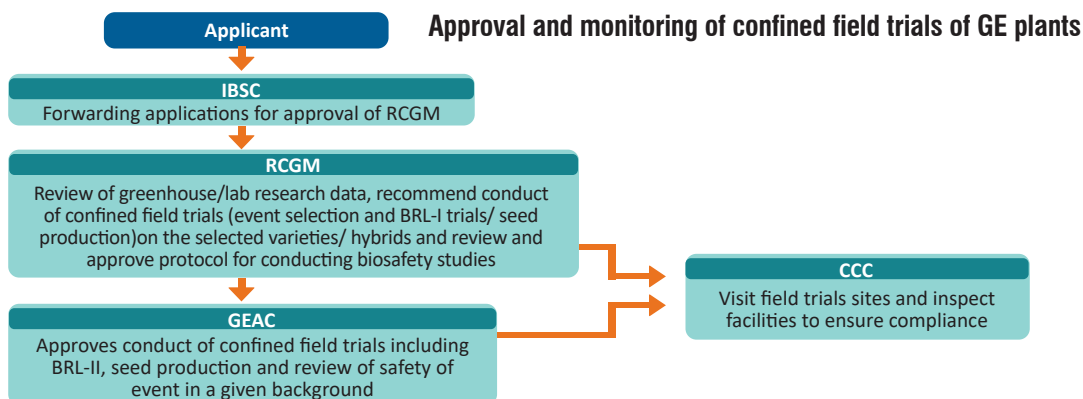 Approval and monitoring of confined field trials of GE plants
Applicant
IBSC
Forwarding applications for approval of RCGM
RCGM
Review of greenhouse/lab research data, recommend conduct
of confined field trials (event selection and BRL-I trials/ seed
production)on the selected varieties/ hybrids and review and
approve protocol for conducting biosafety studies
GEAC
Approves conduct of confined field trials including
BRL-II, seed production and review of safety of
event in a given background
CCC
Visit field trials sites and inspect
facilities to ensure compliance